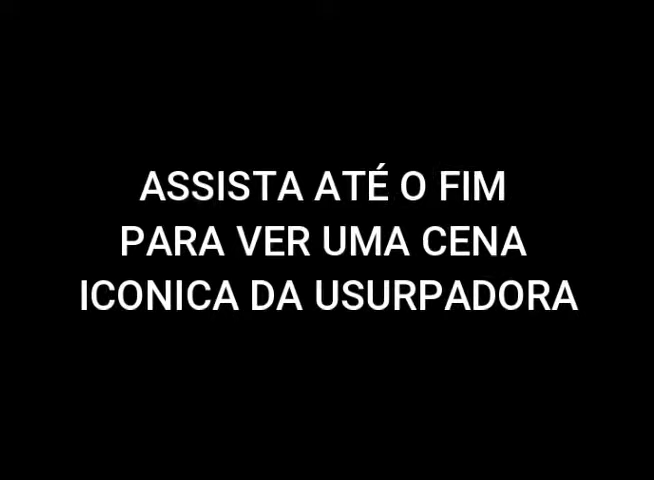 ASSISTA ATÉ O FIM
PARA VER UMA CENA
ICONICA DA USURPADORA